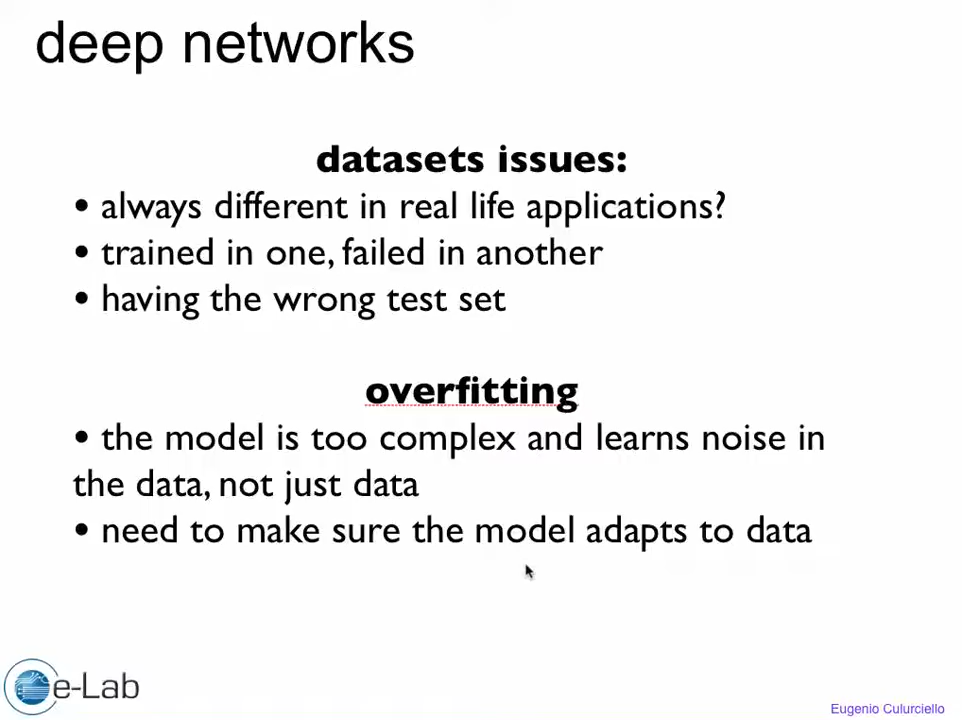 deep networks
datasets issues:
• always different in real life applications?
• trained in one, failed in another
• having the wrong test set
overfitting
• the model is too complex and learns noise in
the data, not just data
• need to make sure the model adapts to data
e-Lab
Eugenio Culurciello